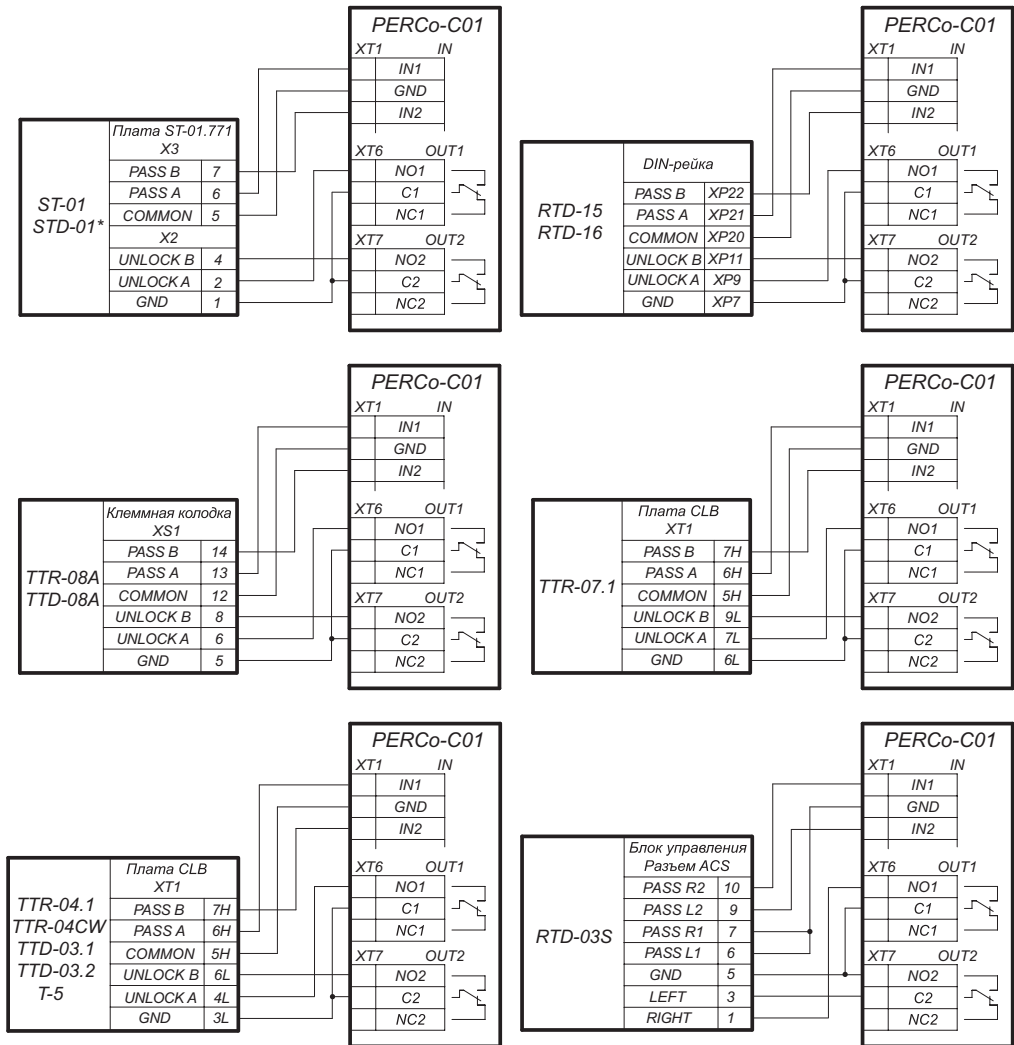 PERCo-C01
XT1 IN
IN1
GND
IN2
XT6 OUT1
NO1
C1
NC1
XT7 OUT2
NO2
C2
NC2
ST-01
STD-01*
Плата ST-01.771
X3
PASS B 7
PASS A 6
COMMON 5
X2
UNLOCK B 4
UNLOCK A 2
GND 1
PERCo-C01
XT1 IN
IN1
GND
IN2
XT6 OUT1
NO1
C1
NC1
XT7 OUT2
NO2
C2
NC2
RTD-15
RTD-16
DIN-рейка
PASS B XP22
PASS A XP21
COMMON XP20
UNLOCK B XP11
UNLOCK A XP9
GND XP7
PERCo-C01
XT1 IN
IN1
GND
IN2
XT6 OUT1
NO1
C1
NC1
XT7 OUT2
NO2
C2
NC2
TTR-08A
TTD-08A
Клеммная колодка
XS1
PASS B 14
PASS A 13
COMMON 12
UNLOCK B 8
UNLOCK A 6
GND 5
PERCo-C01
XT1 IN
IN1
GND
IN2
XT6 OUT1
NO1
C1
NC1
XT7 OUT2
NO2
C2
NC2
TTR-07.1
Плата CLB
XT1
PASS B 7H
PASS A 6H
COMMON 5H
UNLOCK B 9L
UNLOCK A 7L
GND 6L
PERCo-C01
XT1 IN
IN1
GND
IN2
XT6 OUT1
NO1
C1
NC1
XT7 OUT2
NO2
C2
NC2
TTR-04.1
TTR-04CW
TTD-03.1
TTD-03.2
T-5
Плата CLB
XT1
PASS B 7H
PASS A 6H
COMMON 5H
UNLOCK B 6L
UNLOCK A 4L
GND 3L
PERCo-C01
XT1 IN
IN1
GND
IN2
XT6 OUT1
NO1
C1
NC1
XT7 OUT2
NO2
C2
NC2
RTD-03S
Блок управления
Разъем ACS
PASS R2 10
PASS L2 9
PASS R1 7
PASS L1 6
GND 5
LEFT 3
RIGHT 1